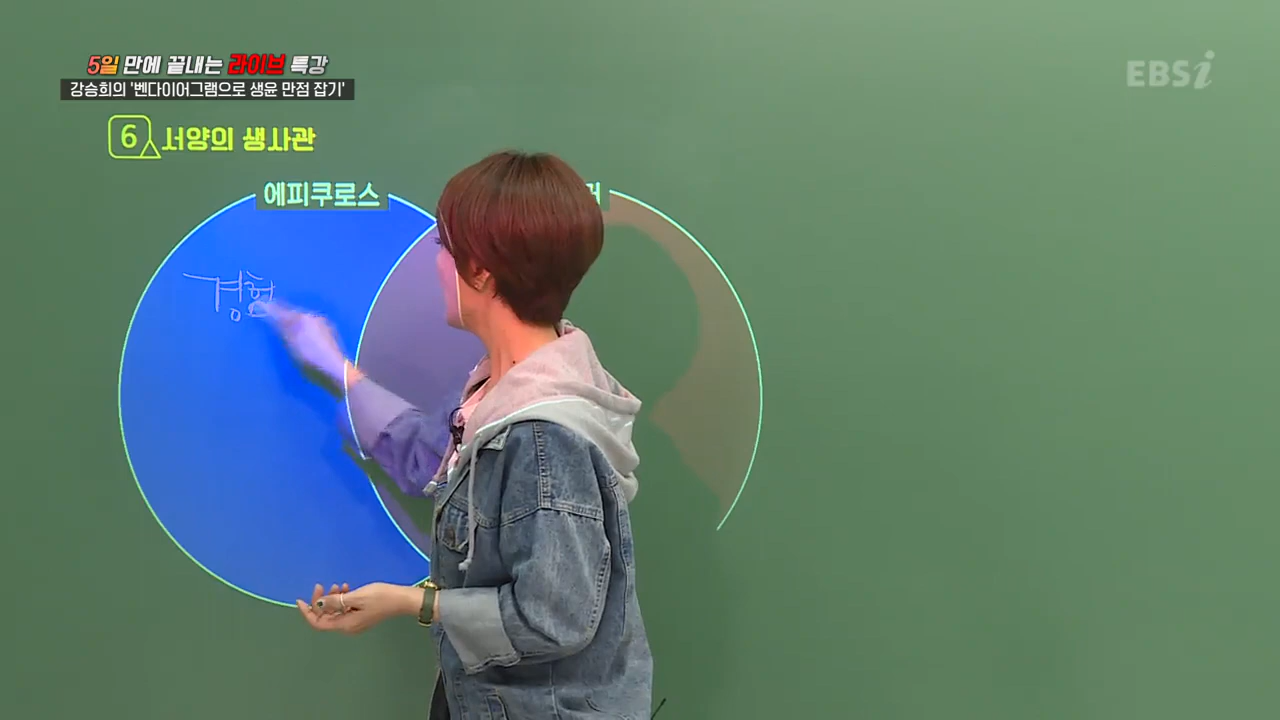 5일 만에 끝내는 라이브 특강
강승희의 '벤다이어그램으로 생윤 만점 잡기'
EBSi
6 서양의 생사관
에피쿠로스
거
경험